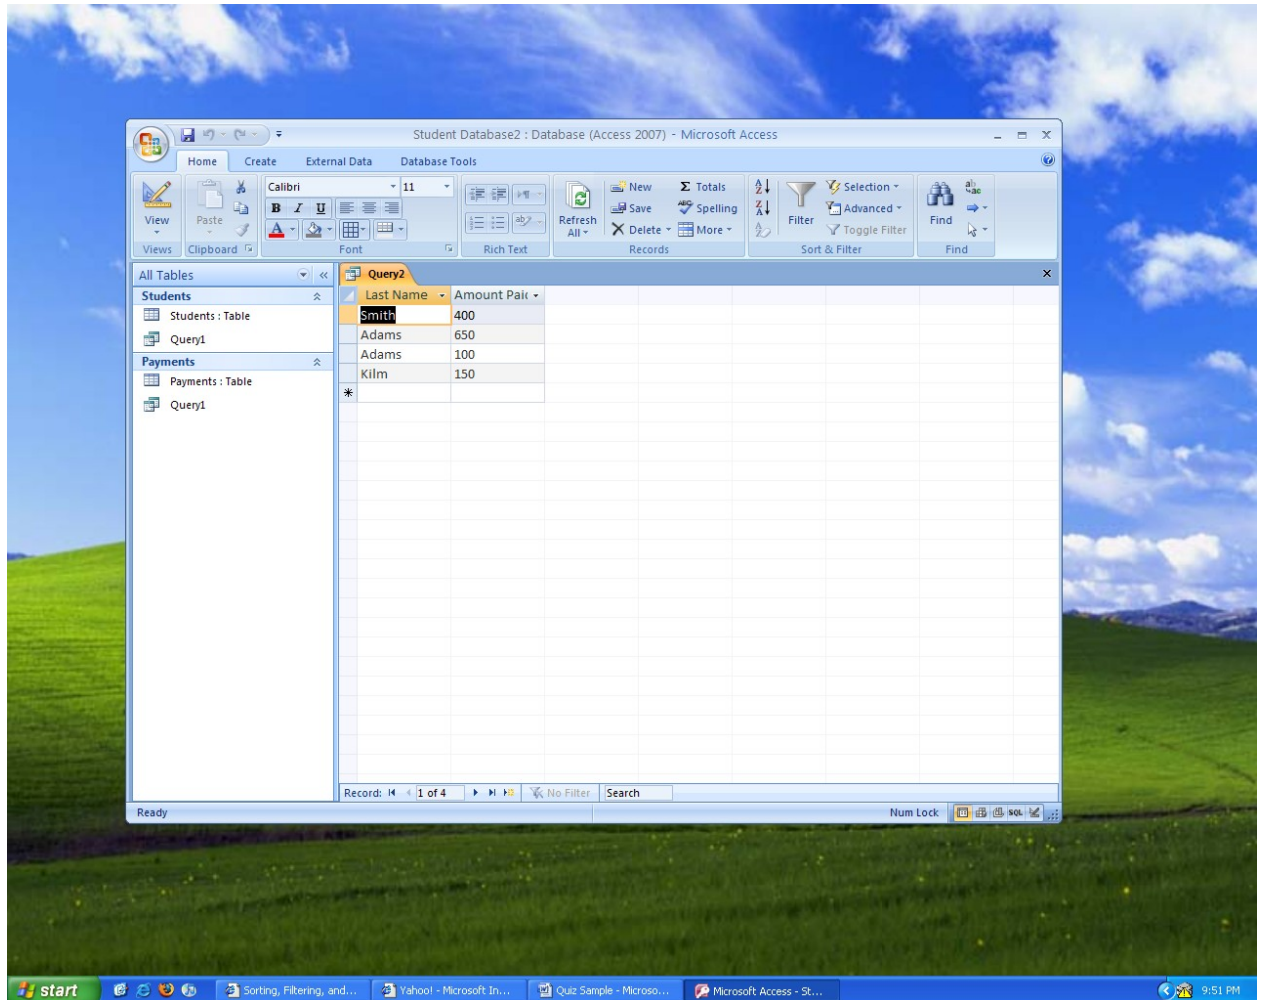 Student Database2 : Database (Access 2007) - Microsoft Access
Home Create External Data Database Tools
View
Views
Paste
Clipboard
Calibri 11
B I U
A
Font
Rich Text
Refresh All
New
Save
Delete
Σ Totals
Spelling
More
Records
Filter
Selection
Advanced
Toggle Filter
Sort & Filter
Find
Find
All Tables
Students
Students : Table
Query1
Payments
Payments : Table
Query1
Query2
Last Name Amount Paid
Smith 400
Adams 650
Adams 100
Kilm 150
Record: 1 of 4 No Filter Search
Ready Num Lock SQL
start Sorting, Filtering, and... Yahoo! - Microsoft In... Quiz Sample - Microso... Microsoft Access - St... 9:51 PM